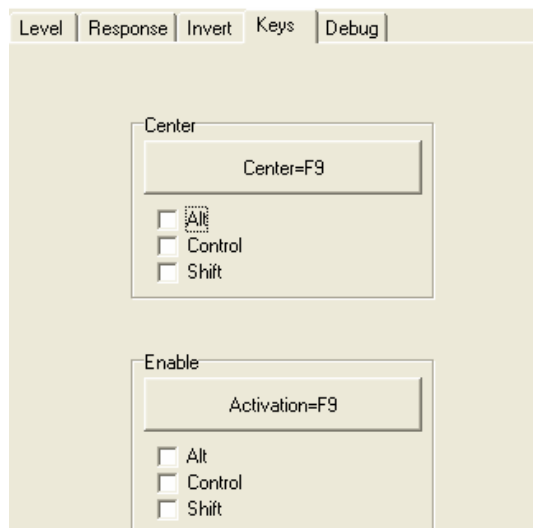 Level Response Invert Keys Debug
Center
Center=F9
Alt
Control
Shift
Enable
Activation=F9
Alt
Control
Shift